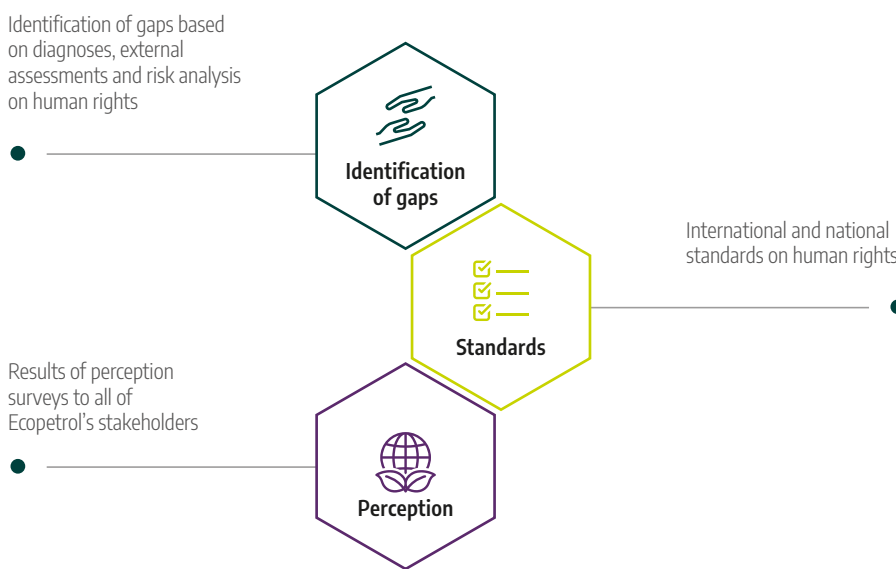 Identification of gaps based
on diagnoses, external
assessments and risk analysis
on human rights
Identification
of gaps
International and national
standards on human rights
Standards
Results of perception
surveys to all of
Ecopetrol's stakeholders
Perception